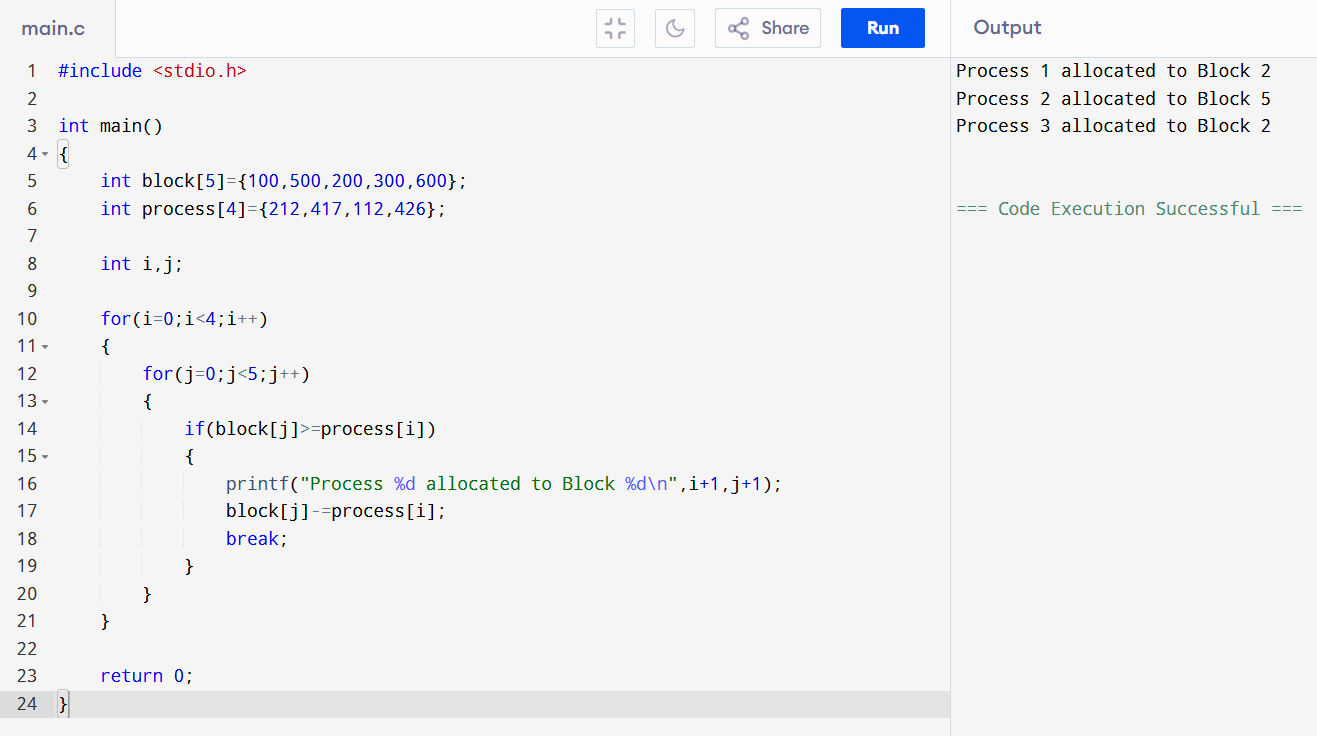 main.c
Share
Run
Output
1 #include <stdio.h>
2
3 int main()
4 {
5     int block[5]={100,500,200,300,600};
6     int process[4]={212,417,112,426};
7
8     int i,j;
9
10     for(i=0;i<4;i++)
11     {
12         for(j=0;j<5;j++)
13         {
14             if(block[j]>=process[i])
15             {
16                 printf("Process %d allocated to Block %d\n",i+1,j+1);
17                 block[j]-=process[i];
18                 break;
19             }
20         }
21     }
22
23     return 0;
24 }
Process 1 allocated to Block 2
Process 2 allocated to Block 5
Process 3 allocated to Block 2
=== Code Execution Successful ===